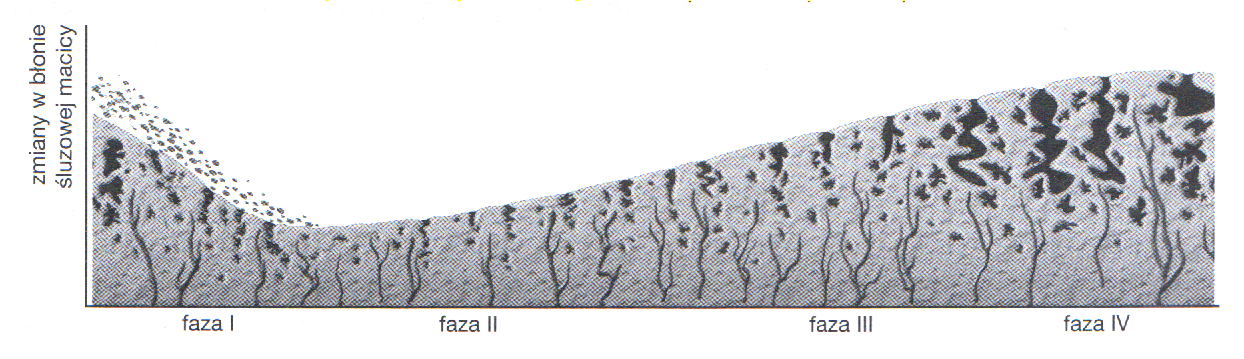 zmiany w błonie
śluzowej macicy
faza I
faza II
faza III
faza IV